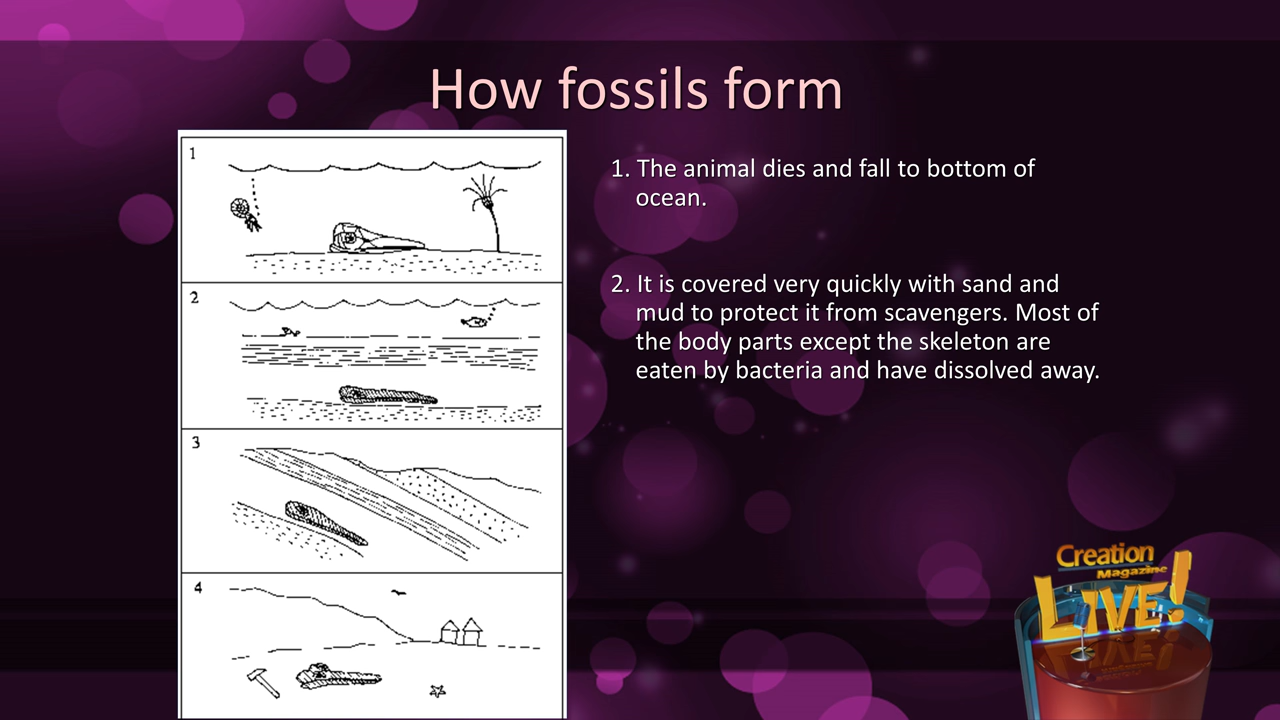 How fossils form
1
2
3
4
1. The animal dies and fall to bottom of
ocean.
2. It is covered very quickly with sand and
mud to protect it from scavengers. Most of
the body parts except the skeleton are
eaten by bacteria and have dissolved away.
Creation
Magazine
LIVE!